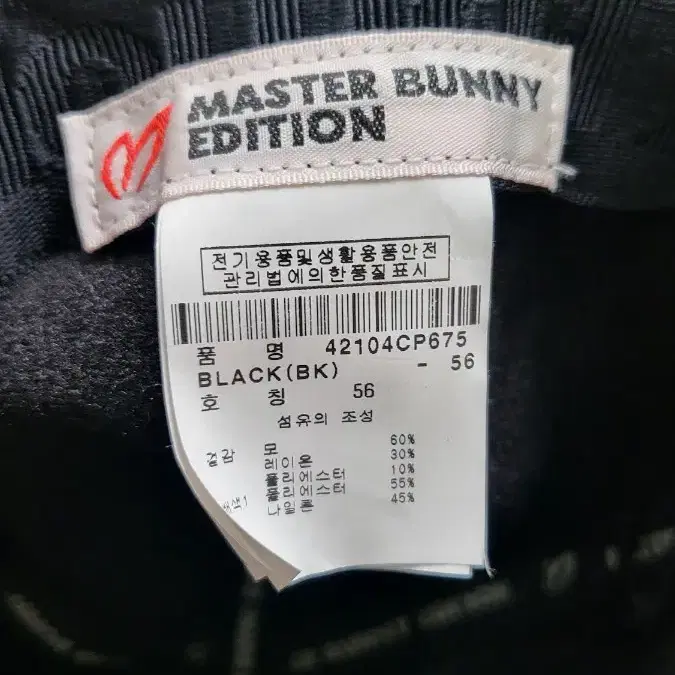 MASTER BUNNY
EDITION
전기용품및생활용품안전
관리법에의한품질표시
품 명 42104CP675
BLACK(BK) - 56
호 칭 56
섬유의 조성
겉감 모 60%
레이온 30%
폴리에스터 10%
배색1 폴리에스터 55%
나일론 45%